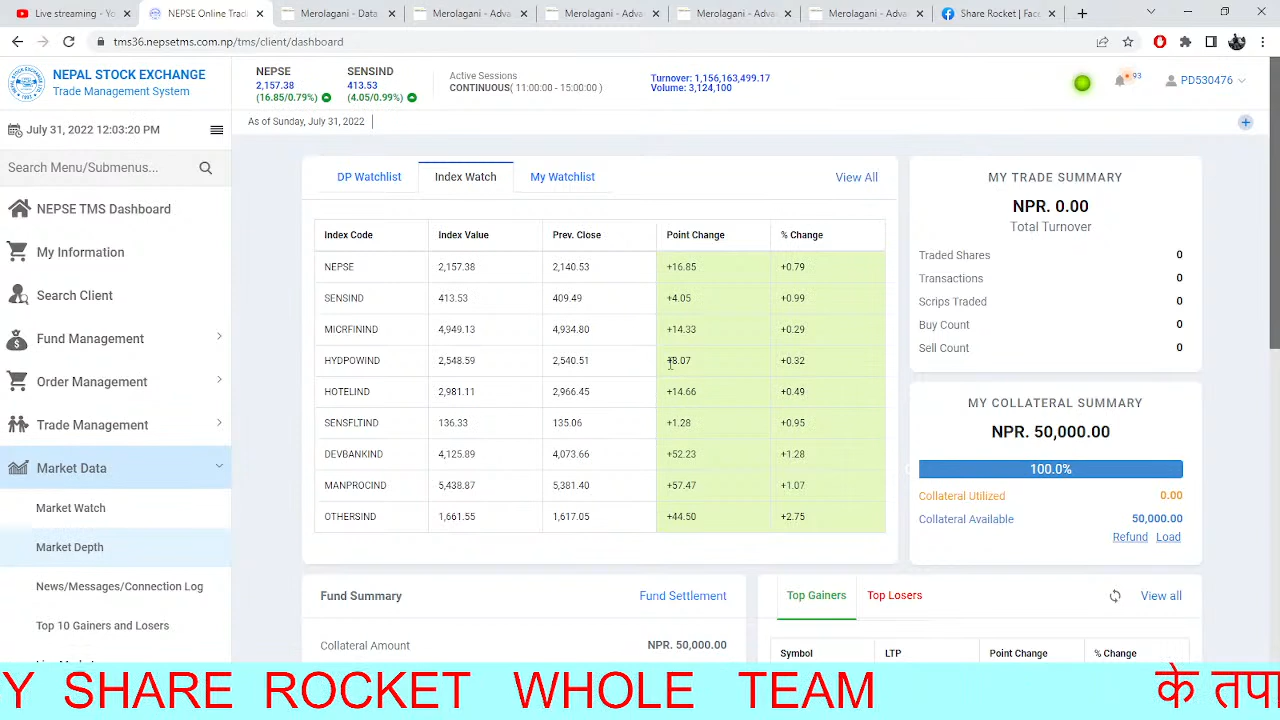 Live streaming - Yo
NEPSE Online Tradi
Merolagani - Data
Merolagani - Adva
Merolagani - Adva
Merolagani - Adva
Merolagani - Adva
Share Rocket | Face
tms36.nepsetms.com.np/tms/client/dashboard
NEPAL STOCK EXCHANGE
Trade Management System
NEPSE
2,157.38
(16.85/0.79%)
SENSIND
413.53
(4.05/0.99%)
Active Sessions
CONTINUOUS( 11:00:00 - 15:00:00 )
Turnover: 1,156,163,499.17
Volume: 3,124,100
93
PD530476
July 31, 2022 12:03:20 PM
As of Sunday, July 31, 2022
Search Menu/Submenus...
NEPSE TMS Dashboard
My Information
Search Client
Fund Management
Order Management
Trade Management
Market Data
Market Watch
Market Depth
News/Messages/Connection Log
Top 10 Gainers and Losers
DP Watchlist Index Watch My Watchlist View All
Index Code Index Value Prev. Close Point Change % Change
NEPSE 2,157.38 2,140.53 +16.85 +0.79
SENSIND 413.53 409.49 +4.05 +0.99
MICRFININD 4,949.13 4,934.80 +14.33 +0.29
HYDPOWIND 2,548.59 2,540.51 +8.07 +0.32
HOTELIND 2,981.11 2,966.45 +14.66 +0.49
SENSFLTIND 136.33 135.06 +1.28 +0.95
DEVBANKIND 4,125.89 4,073.66 +52.23 +1.28
MANPROCIND 5,438.87 5,381.40 +57.47 +1.07
OTHERSIND 1,661.55 1,617.05 +44.50 +2.75
MY TRADE SUMMARY
NPR. 0.00
Total Turnover
Traded Shares 0
Transactions 0
Scrips Traded 0
Buy Count 0
Sell Count 0
MY COLLATERAL SUMMARY
NPR. 50,000.00
100.0%
Collateral Utilized 0.00
Collateral Available 50,000.00
Refund Load
Fund Summary Fund Settlement
Collateral Amount NPR. 50,000.00
Top Gainers Top Losers View all
Symbol LTP Point Change % Change
Y SHARE ROCKET WHOLE TEAM के तपा